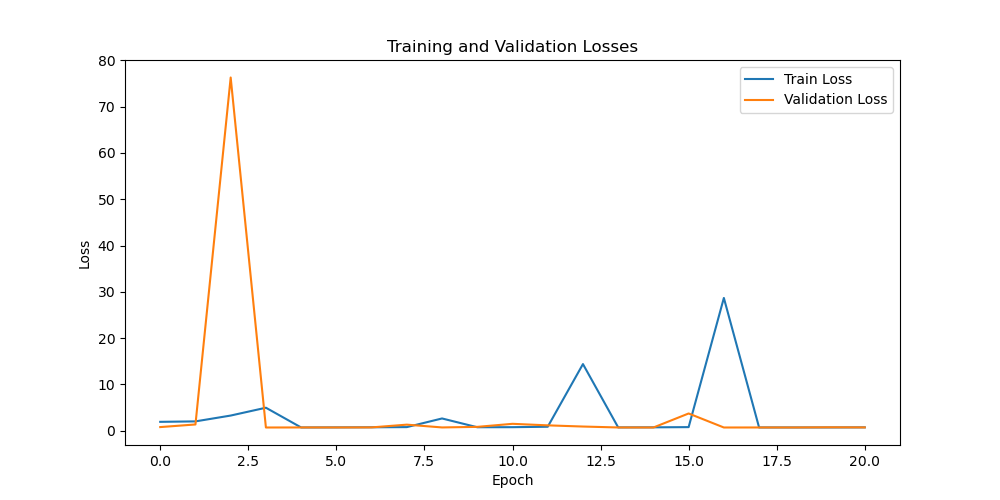 Training and Validation Losses
Train Loss
Validation Loss
80
70
60
50
40
30
20
10
0
Loss
0.0 2.5 5.0 7.5 10.0 12.5 15.0 17.5 20.0
Epoch